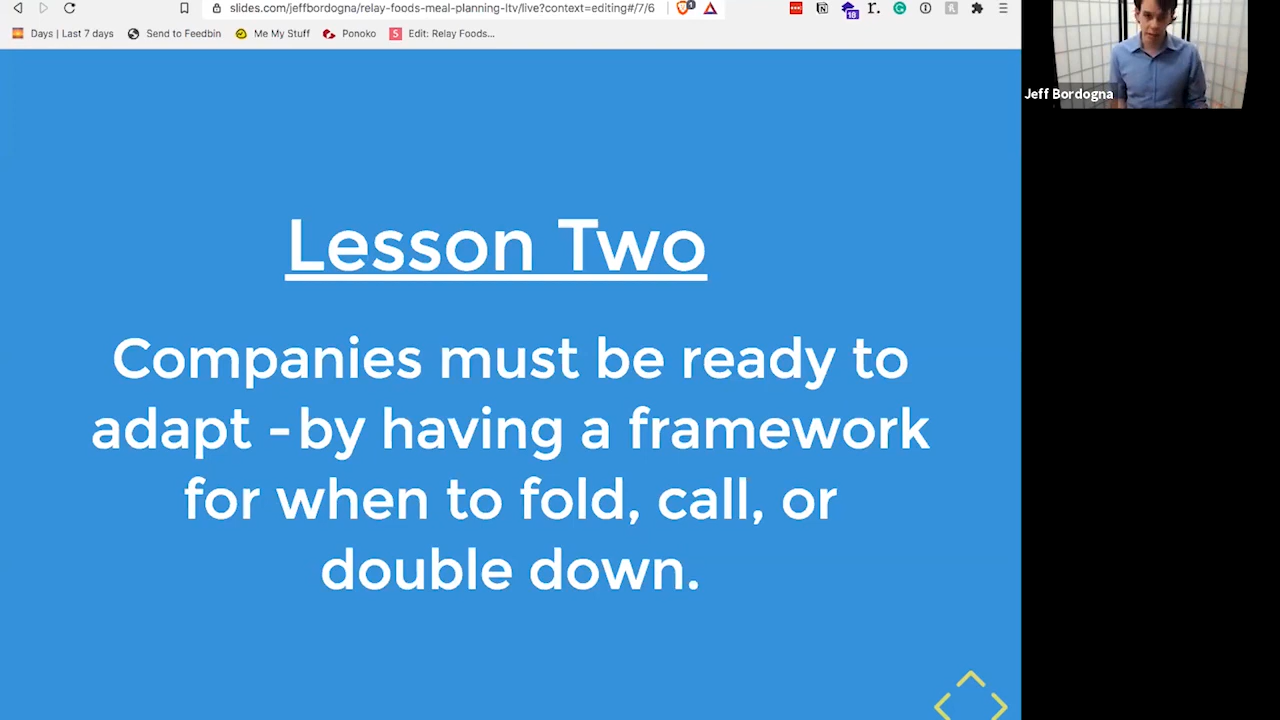 slides.com/jeffbordogna/relay-foods-meal-planning-ltv/live?context=editing#/7/6
1
18
r.
Days | Last 7 days
Send to Feedbin
Me My Stuff
Ponoko
S
Edit: Relay Foods...
Jeff Bordogna
Lesson Two
Companies must be ready to
adapt - by having a framework
for when to fold, call, or
double down.